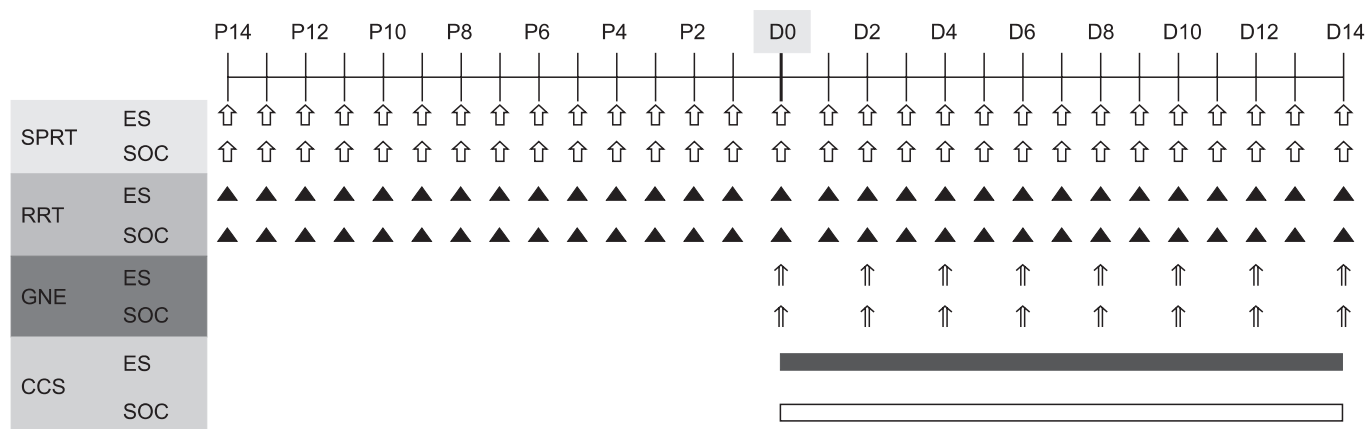 P14 P12 P10 P8 P6 P4 P2 D0 D2 D4 D6 D8 D10 D12 D14
SPRT
ES
SOC
RRT
ES
SOC
GNE
ES
SOC
CCS
ES
SOC